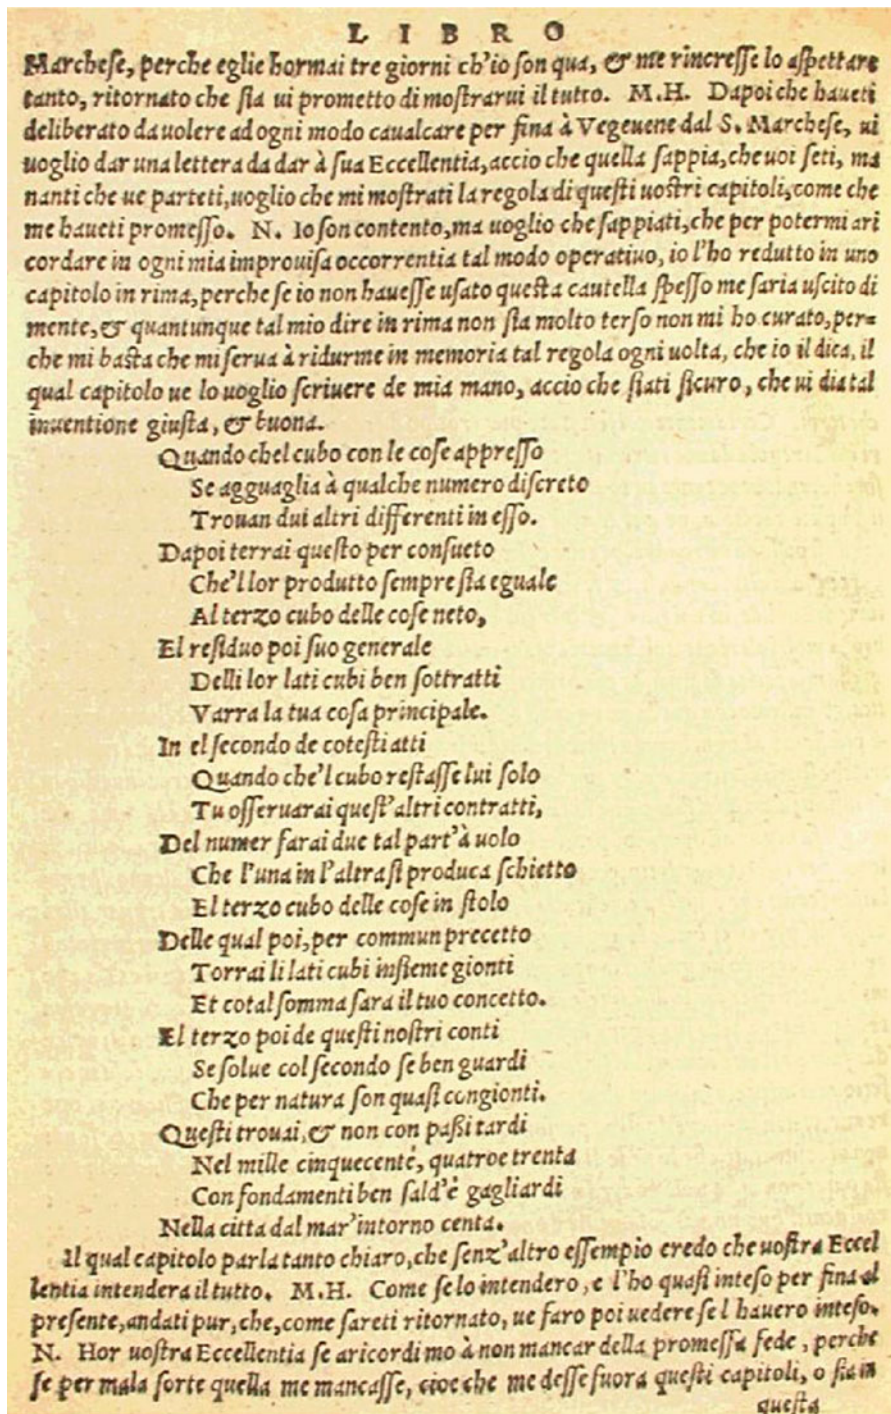 L I B R O
Marcheſe, perche eglie hormai tre giorni ch'io ſon qua, & me rincreſſe lo aſpettare
tanto, ritornato che ſia ui prometto di moſtrarui il tutto. M.H. Dapoi che haueti
deliberato da uolere ad ogni modo caualcare per fina à Vegeuene dal S. Marcheſe, ui
uoglio dar una lettera da dar à ſua Eccellentia, accio che quella ſappia, che uoi ſeti, ma
nanti che ue parteti, uoglio che mi moſtrati la regola di queſti uoſtri capitoli, come che
me haueti promeſſo. N. Io ſon contento, ma uoglio che ſappiati, che per potermi ari
cordare in ogni mia improuiſa occorrentia tal modo operatiuo, io l'ho redutto in uno
capitolo in rima, perche ſe io non haueſſe uſato queſta cautella ſpeſſo me ſaria uſcito di
mente, & quantunque tal mio dire in rima non ſia molto terſo non mi ho curato, per=
che mi baſta che mi ſerua à ridurme in memoria tal regola ogni uolta, che io il dica, il
qual capitolo ue lo uoglio ſcriuere de mia mano, accio che ſiati ſicuro, che ui dia tal
inuentione giuſta, & buona.
Quando chel cubo con le coſe appreſſo
Se agguaglia à qualche numero diſcreto
Trouan dui altri differenti in eſſo.
Dapoi terrai queſto per conſueto
Che'l lor produtto ſempre ſia eguale
Al terzo cubo delle coſe neto,
El reſiduo poi ſuo generale
Delli lor lati cubi ben ſottratti
Varra la tua coſa principale.
In el ſecondo de coteſti atti
Quando che'l cubo reſtaſſe lui ſolo
Tu oſſeruarai queſt'altri contratti,
Del numer farai due tal part'à uolo
Che l'una in l'altra ſi produca ſchietto
El terzo cubo delle coſe in ſtolo
Delle qual poi, per commun precetto
Torrai li lati cubi inſieme gionti
Et cotal ſomma ſara il tuo concetto.
El terzo poi de queſti noſtri conti
Se ſolue col ſecondo ſe ben guardi
Che per natura ſon quaſi congionti.
Queſti trouai, & non con paßi tardi
Nel mille cinquecentè, quatroe trenta
Con fondamenti ben ſald'è gagliardi
Nella citta dal mar'intorno centa.
Il qual capitolo parla tanto chiaro, che ſenz'altro eſſempio credo che uoſtra Eccel
lentia intendera il tutto. M.H. Come ſe lo intendero, e l'ho quaſi inteſo per fina al
preſente, andati pur, che, come ſareti ritornato, ue faro poi uedere ſe l hauero inteſo.
N. Hor uoſtra Eccellentia ſe aricordi mo à non mancar della promeſſa fede, perche
ſe per mala ſorte quella me mancaſſe, cioe che me deſſe fuora queſti capitoli, o ſia in
queſta